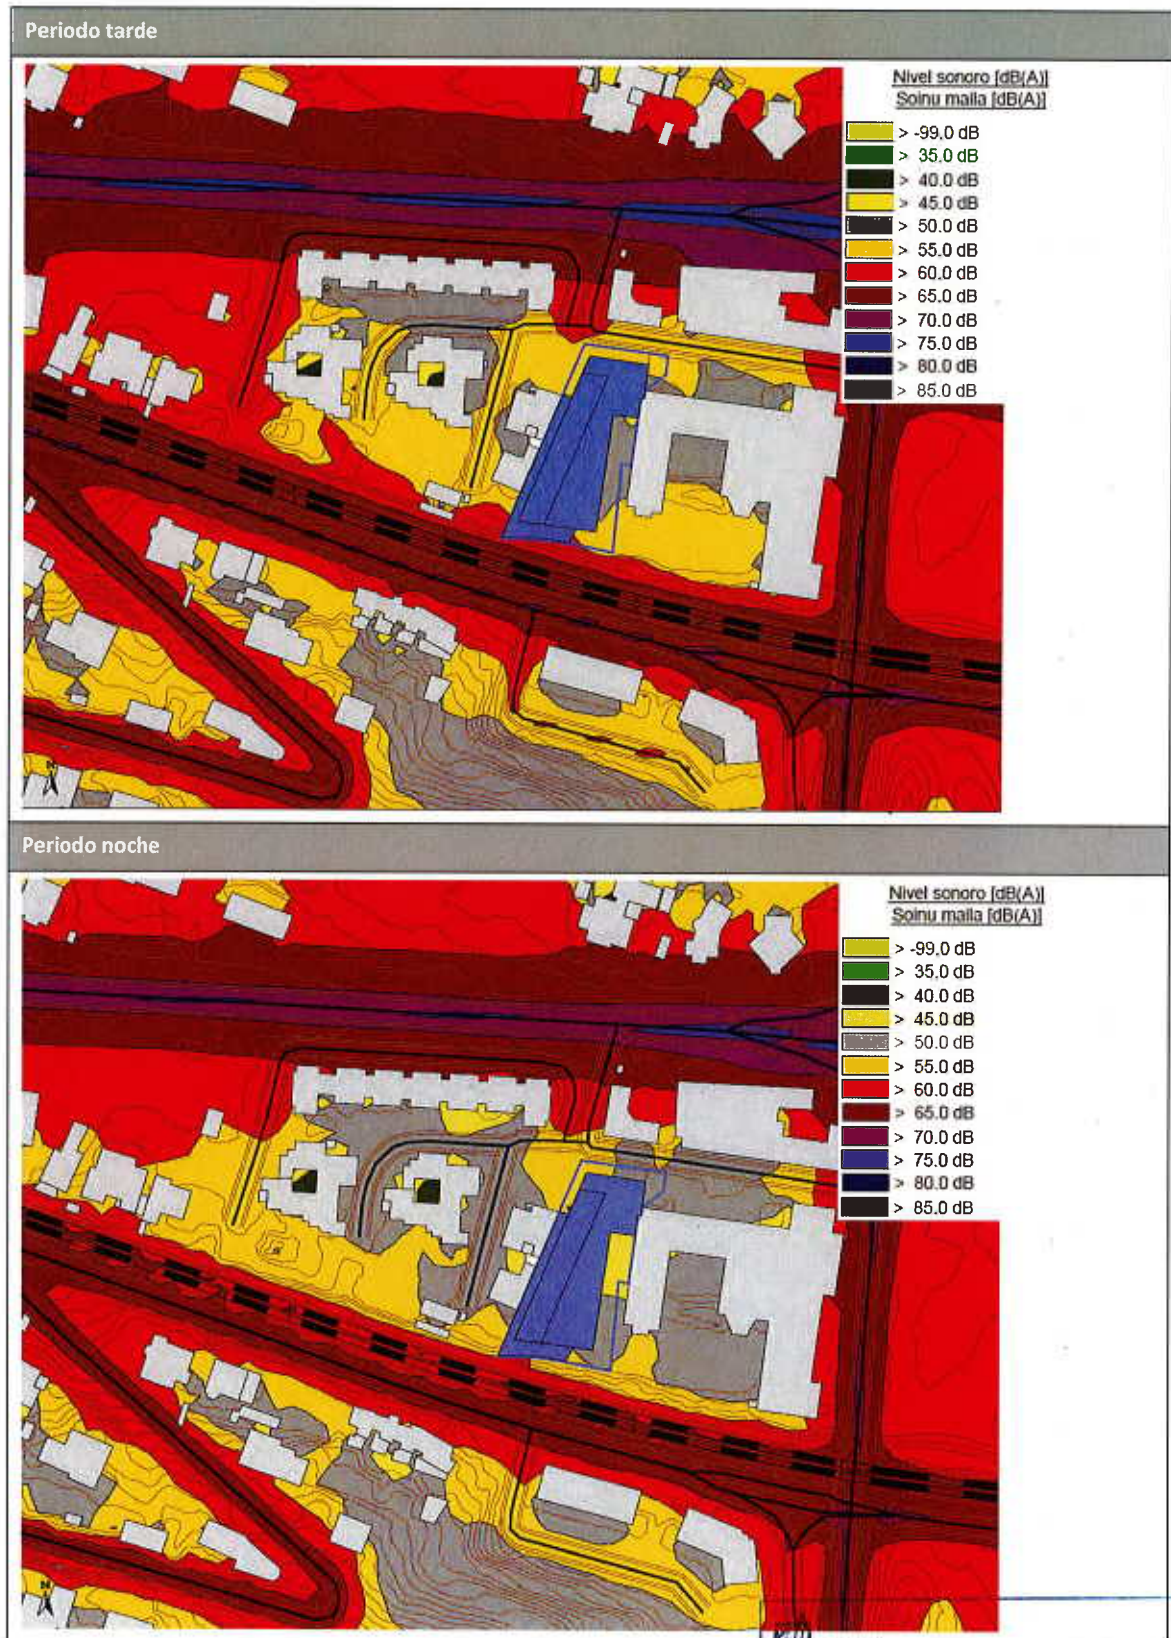 Periodo tarde
Nivel sonoro [dB(A)]
Soinu maila [dB(A)]
> -99.0 dB
> 35.0 dB
> 40.0 dB
> 45.0 dB
> 50.0 dB
> 55.0 dB
> 60.0 dB
> 65.0 dB
> 70.0 dB
> 75.0 dB
> 80.0 dB
> 85.0 dB
N
Periodo noche
Nivel sonoro [dB(A)]
Soinu maila [dB(A)]
> -99.0 dB
> 35.0 dB
> 40.0 dB
> 45.0 dB
> 50.0 dB
> 55.0 dB
> 60.0 dB
> 65.0 dB
> 70.0 dB
> 75.0 dB
> 80.0 dB
> 85.0 dB
N